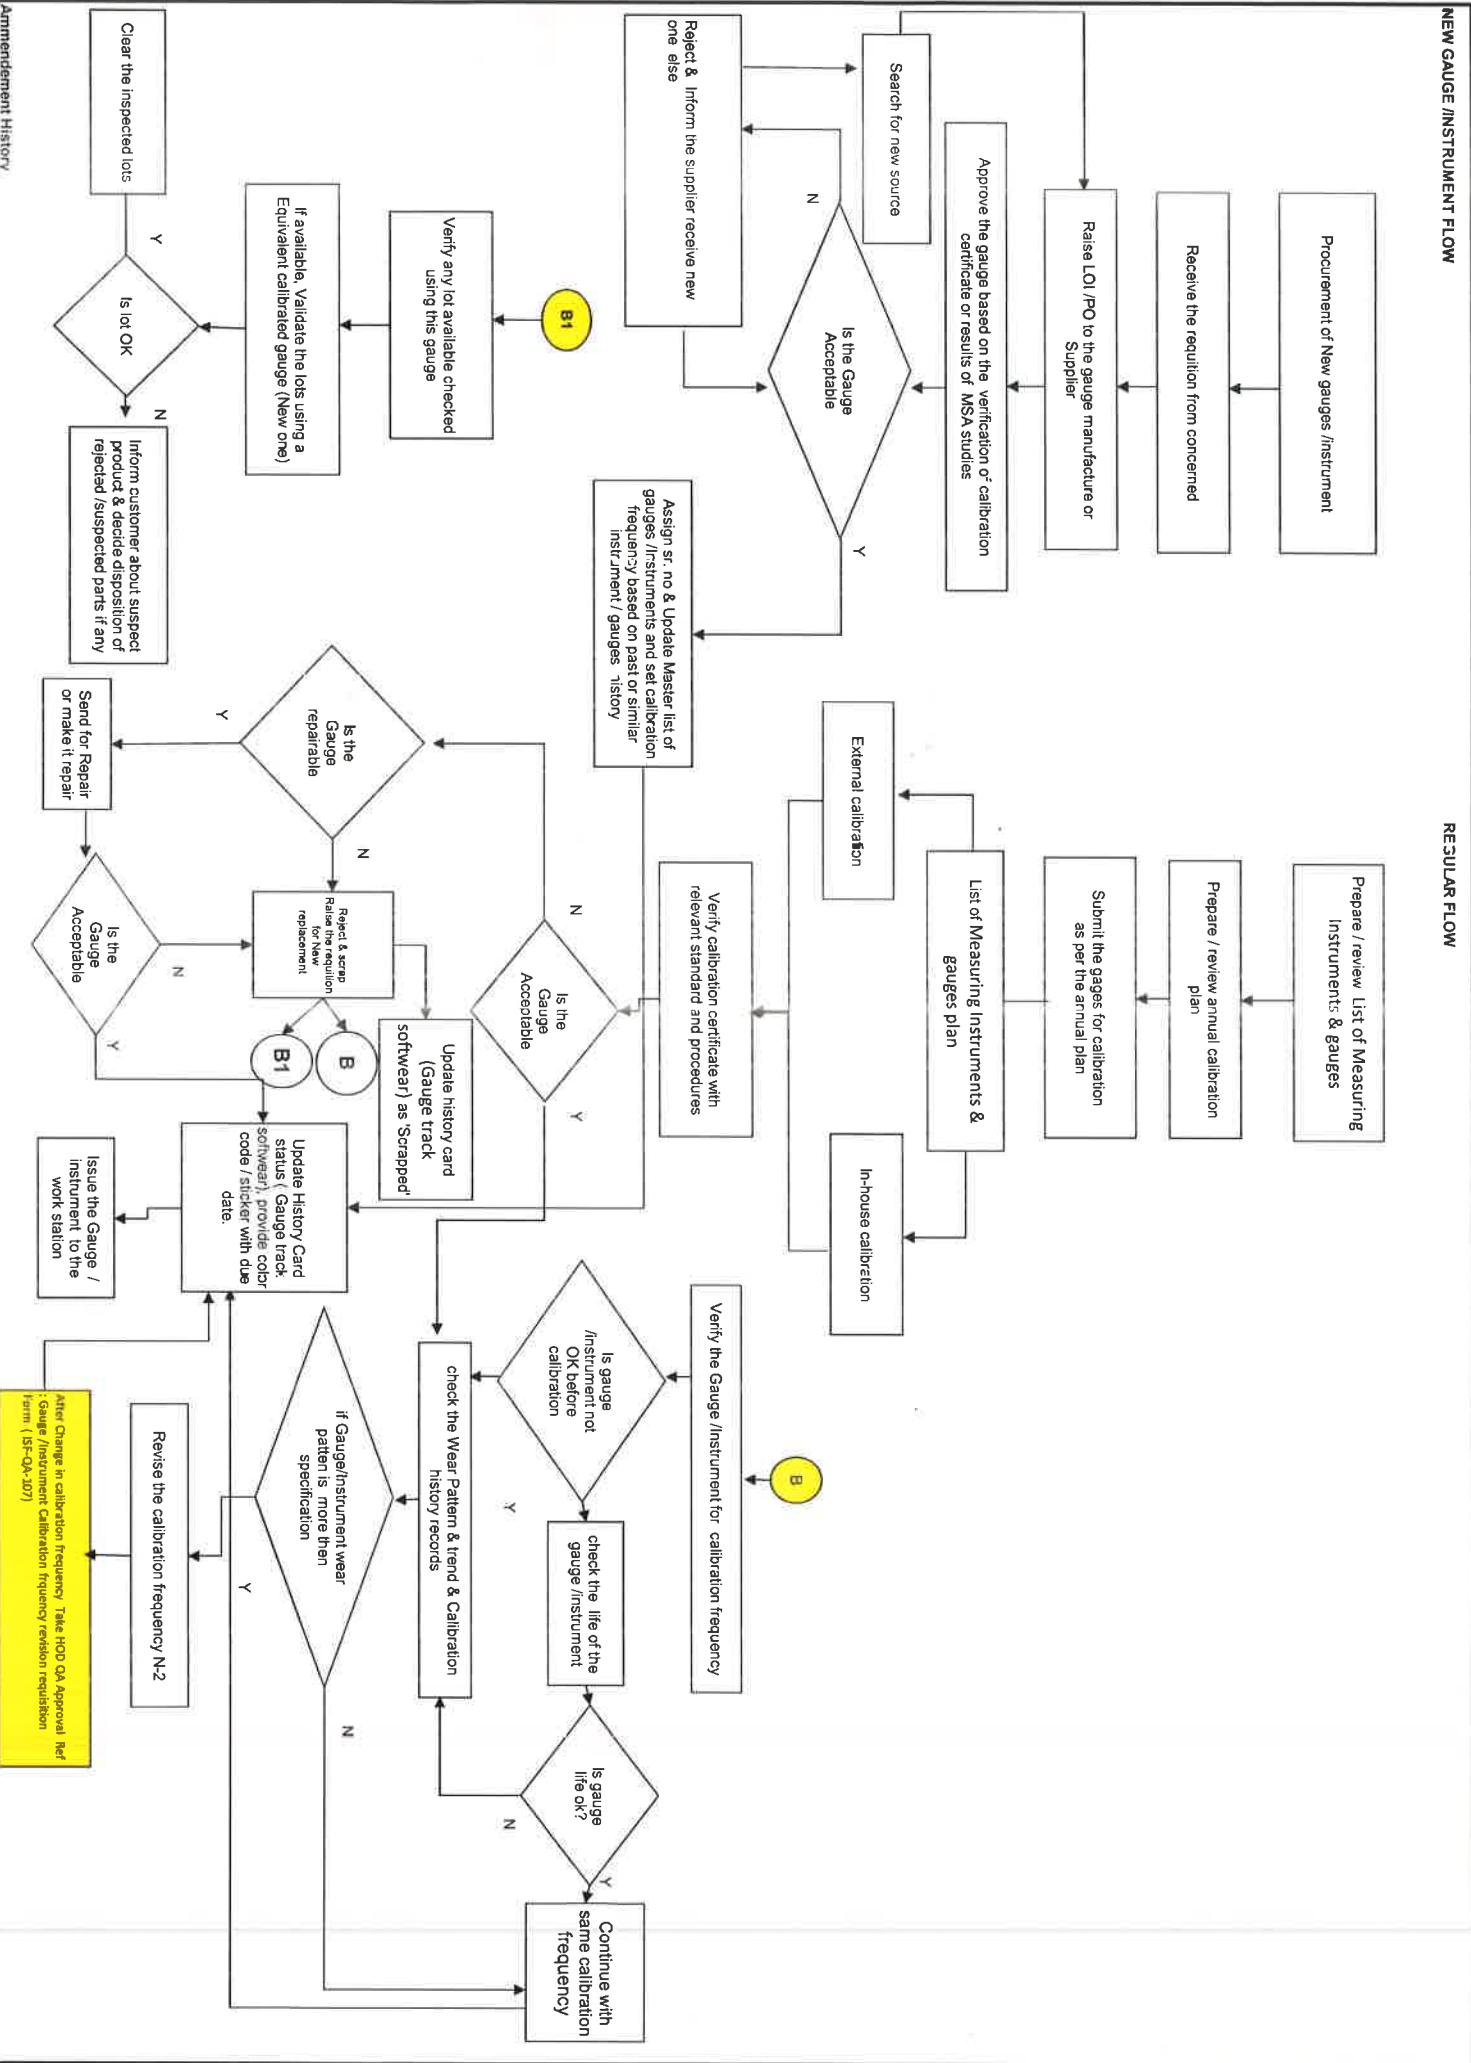 NEW GAUGE /INSTRUMENT FLOW
Procurement of New gauges /instrument
Receive the requition from concerned
Raise LOI /PO to the gauge manufacture or
Supplier
Approve the gauge based on the verification of calibration
certificate or results of MSA studies
Search for new source
Is the Gauge
Acceptable
N
Y
Reject & Inform the supplier receive new
one else
Assign sr. no & Update Master list of
gauges /Instruments and set calibration
frequency based on past or similar
instrument / gauges history
B1
Verify any lot available checked
using this gauge
If available, Validate the lots using a
Equivalent calibrated gauge (New one)
Is lot OK
Y
N
Clear the inspected lots
Inform customer about suspect
product & decide disposition of
rejected /suspected parts if any
REGULAR FLOW
Prepare / review List of Measuring
Instruments & gauges
Prepare / review annual calibration
plan
Submit the gages for calibration
as per the annual plan
List of Measuring Instruments &
gauges plan
External calibration
In-house calibration
Verify calibration certificate with
relevant standard and procedures
Is the
Gauge
Acceptable
N
Y
Is the
Gauge
repairable
Y
N
Send for Repair
or make it repair
Reject & scrap
Raise the requition
for New
replacement
Update history card
(Gauge track
softwear) as 'Scrapped'
B
B1
Is the
Gauge
Acceptable
N
Y
Update History Card
status ( Gauge track
softwear), provide color
code / sticker with due
date.
Issue the Gauge /
instrument to the
work station
B
Verify the Gauge /Instrument for calibration frequency
Is gauge
/instrument not
OK before
calibration
Y
check the life of the
gauge /instrument
Is gauge
life ok?
N
Y
Continue with
same calibration
frequency
check the Wear Pattern & trend & Calibration
history records
if Gauge/Instrument wear
patten is more then
specification
Y
N
Revise the calibration frequency N-2
After Change in calibration frequency Take HOD QA Approval Ref
: Gauge /Instrument Calibration frquency revision requisition
Form ( ISF-QA-107)
Ammendement History